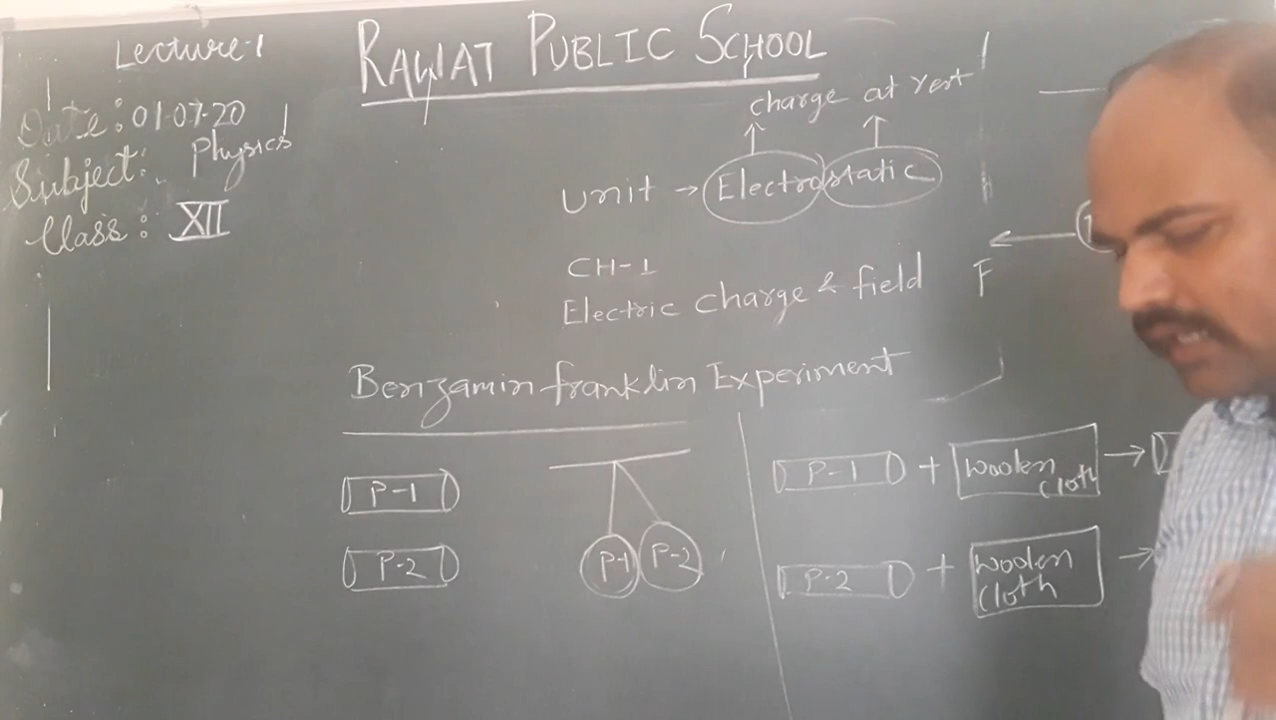 Lecture-1
RAWAT PUBLIC SCHOOL
Date: 01-07-20
Subject: Physics
Class: XII
charge at rest
unit → Electrostatic
CH-1
Electric charge & field
F
Benzamin franklin Experiment
P-1
P-2
P-1 P-2
P-1 + Woolen cloth →
P-2 + Woolen cloth →